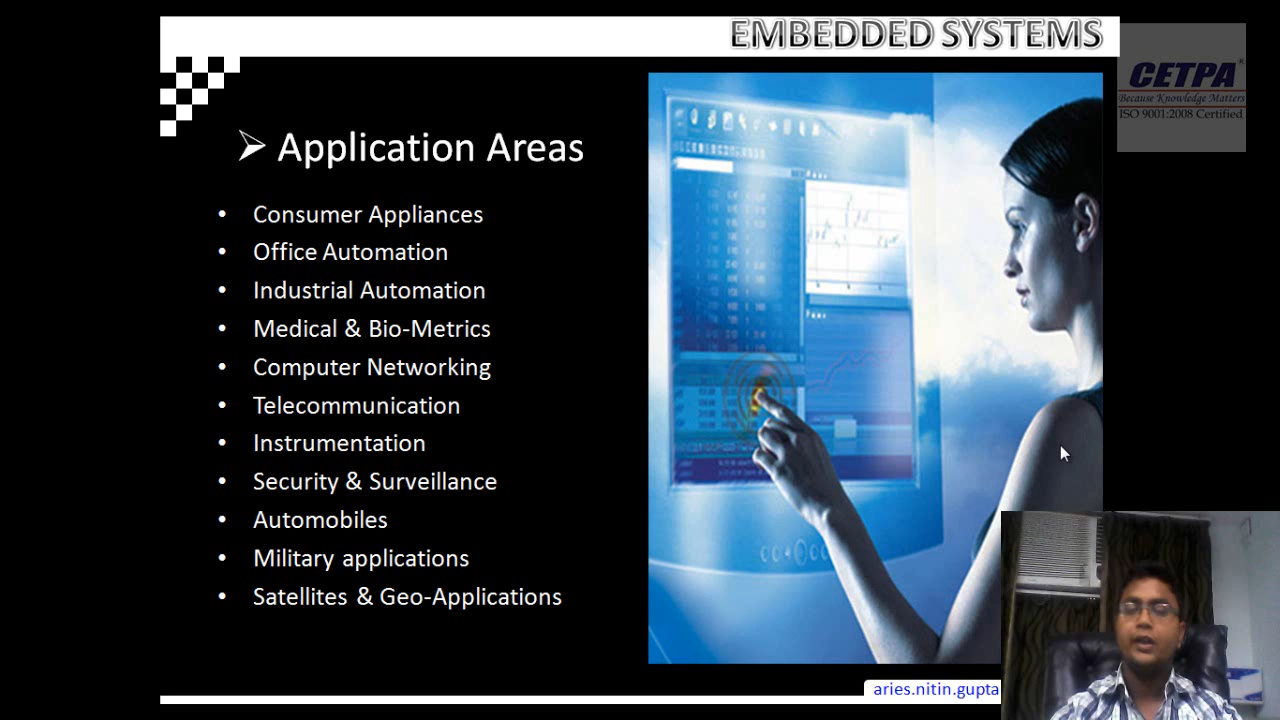 EMBEDDED SYSTEMS
CETPA®
Because Knowledge Matters
ISO 9001:2008 Certified
➢ Application Areas
• Consumer Appliances
• Office Automation
• Industrial Automation
• Medical & Bio-Metrics
• Computer Networking
• Telecommunication
• Instrumentation
• Security & Surveillance
• Automobiles
• Military applications
• Satellites & Geo-Applications
aries.nitin.gupta